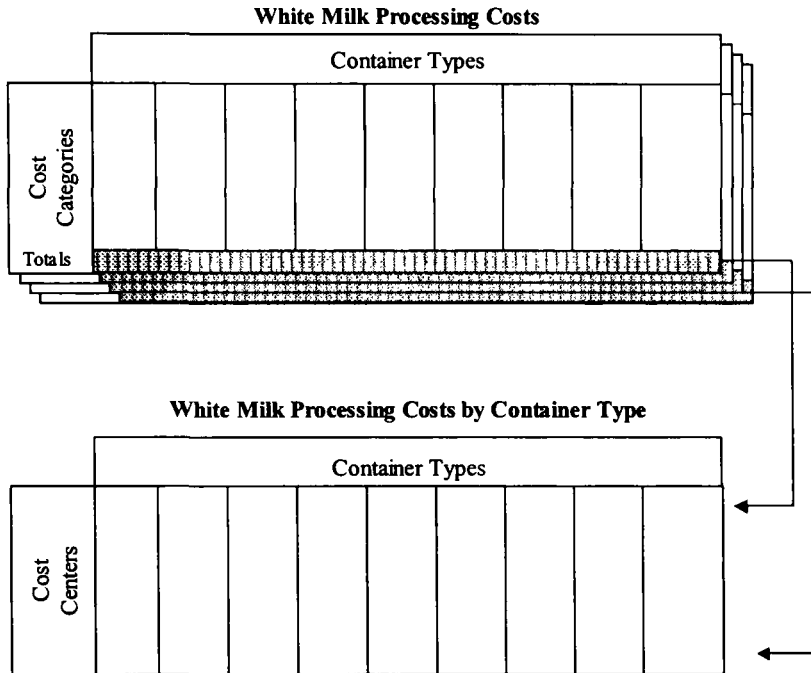 White Milk Processing Costs
Container Types
Cost
Categories
Totals
White Milk Processing Costs by Container Type
Container Types
Cost
Centers